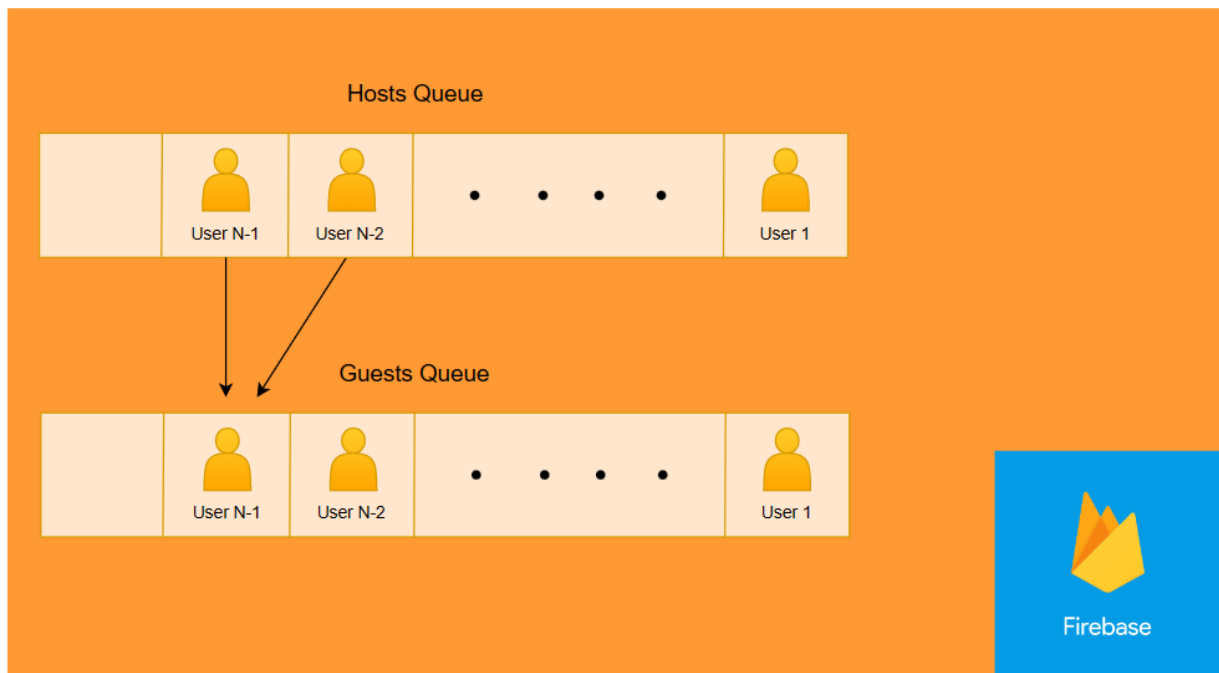 Hosts Queue
User N-1
User N-2
User 1
Guests Queue
User N-1
User N-2
User 1
Firebase